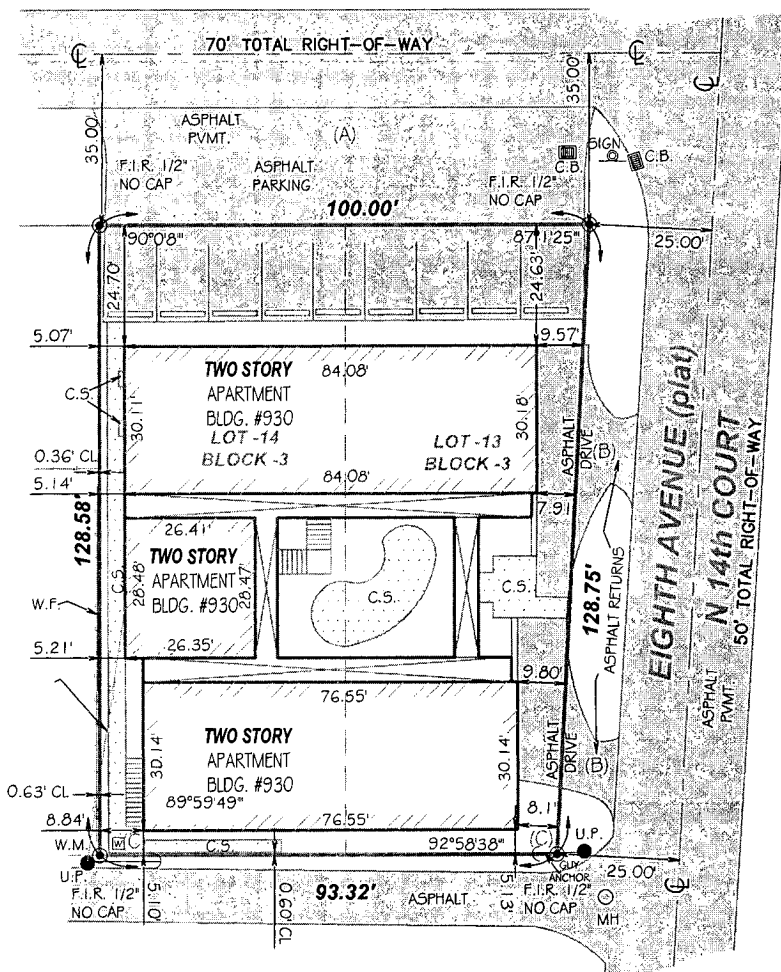 70' TOTAL RIGHT-OF-WAY
35.00'
35.00'
ASPHALT
PVMT.
(A)
F.I.R. 1/2"
NO CAP
ASPHALT
PARKING
F.I.R. 1/2"
NO CAP
SIGN
C.B.
C.B.
100.00'
25.00'
90°0'8"
87°1'25"
24.70'
24.63'
5.07'
9.57'
TWO STORY
APARTMENT
BLDG. #930
LOT -14
BLOCK -3
84.08'
LOT -13
BLOCK -3
30.11'
30.18'
C.S.
0.36' CL
5.14'
84.08'
7.91'
ASPHALT
DRIVE
(B)
128.58'
26.41'
TWO STORY
APARTMENT
BLDG. #930
28.48'
28.47'
26.35'
C.S.
C.S.
C.S.
W.F.
5.21'
128.75'
ASPHALT RETURNS
EIGHTH AVENUE (plat)
N 14th COURT
50' TOTAL RIGHT-OF-WAY
ASPHALT
PVMT.
9.80'
76.55'
TWO STORY
APARTMENT
BLDG. #930
30.14'
30.14'
ASPHALT
DRIVE
(B)
0.63' CL
89°59'49"
76.55'
8.84'
8.1'
W.M.
W
C.S.
92°58'38"
(C)
U.P.
U.P.
GUY
ANCHOR
25.00'
F.I.R. 1/2"
NO CAP
5.10'
0.60' CL
93.32'
ASPHALT
5.13'
F.I.R. 1/2"
NO CAP
MH